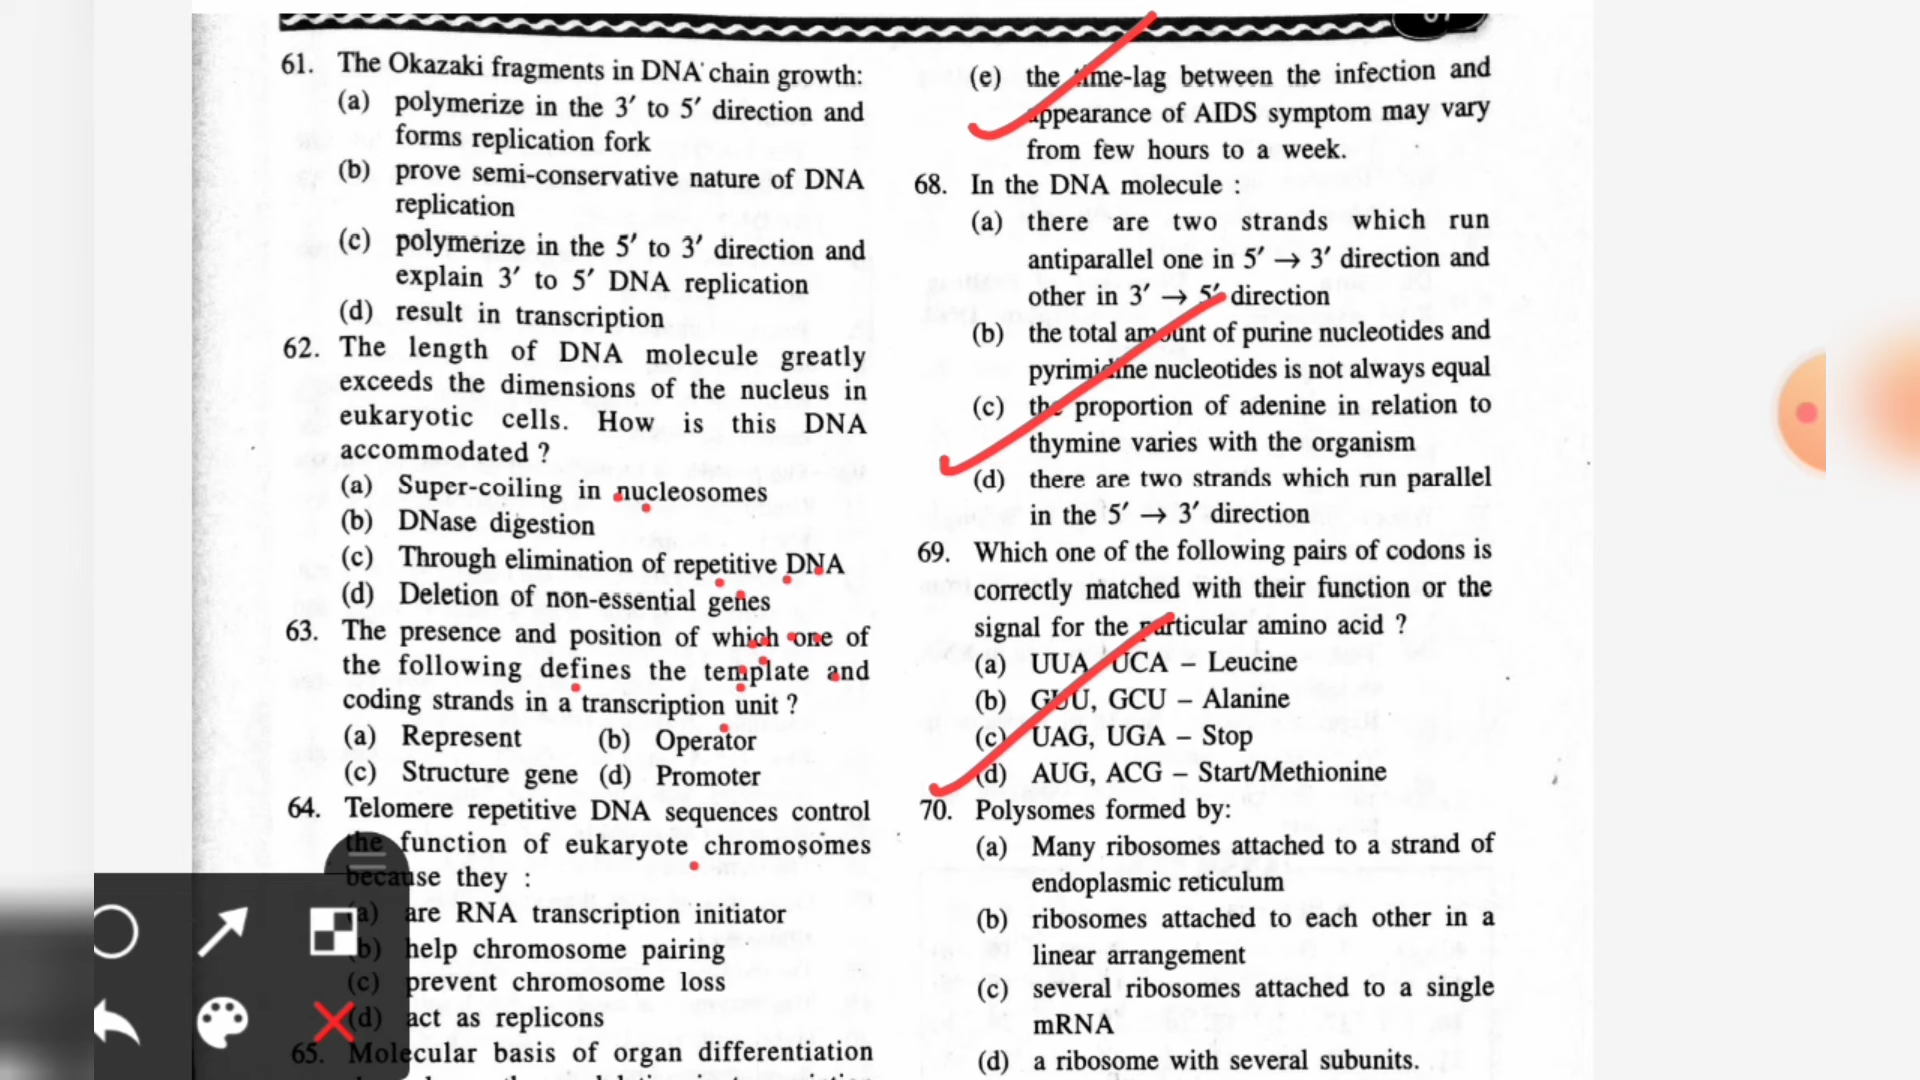 61. The Okazaki fragments in DNA chain growth:
(a) polymerize in the 3′ to 5′ direction and
forms replication fork
(b) prove semi-conservative nature of DNA
replication
(c) polymerize in the 5′ to 3′ direction and
explain 3′ to 5′ DNA replication
(d) result in transcription
62. The length of DNA molecule greatly
exceeds the dimensions of the nucleus in
eukaryotic cells. How is this DNA
accommodated ?
(a) Super-coiling in nucleosomes
(b) DNase digestion
(c) Through elimination of repetitive DNA
(d) Deletion of non-essential genes
63. The presence and position of which one of
the following defines the template and
coding strands in a transcription unit ?
(a) Represent (b) Operator
(c) Structure gene (d) Promoter
64. Telomere repetitive DNA sequences control
the function of eukaryote chromosomes
because they :
(a) are RNA transcription initiator
(b) help chromosome pairing
(c) prevent chromosome loss
(d) act as replicons
65. Molecular basis of organ differentiation
(e) the time-lag between the infection and
appearance of AIDS symptom may vary
from few hours to a week.
68. In the DNA molecule :
(a) there are two strands which run
antiparallel one in 5′ → 3′ direction and
other in 3′ → 5′ direction
(b) the total amount of purine nucleotides and
pyrimidine nucleotides is not always equal
(c) the proportion of adenine in relation to
thymine varies with the organism
(d) there are two strands which run parallel
in the 5′ → 3′ direction
69. Which one of the following pairs of codons is
correctly matched with their function or the
signal for the particular amino acid ?
(a) UUA, UCA – Leucine
(b) GUU, GCU – Alanine
(c) UAG, UGA – Stop
(d) AUG, ACG – Start/Methionine
70. Polysomes formed by:
(a) Many ribosomes attached to a strand of
endoplasmic reticulum
(b) ribosomes attached to each other in a
linear arrangement
(c) several ribosomes attached to a single
mRNA
(d) a ribosome with several subunits.